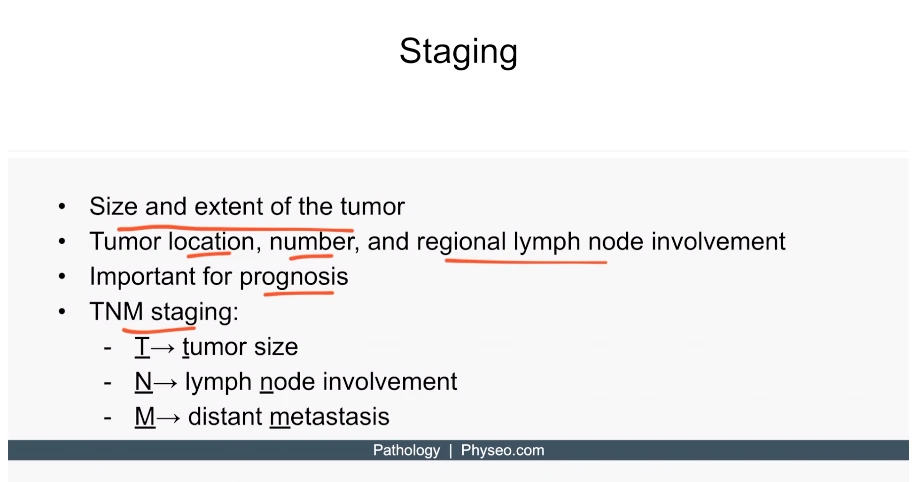 Staging
• Size and extent of the tumor
• Tumor location, number, and regional lymph node involvement
• Important for prognosis
• TNM staging:
- T→ tumor size
- N→ lymph node involvement
- M→ distant metastasis
Pathology | Physeo.com